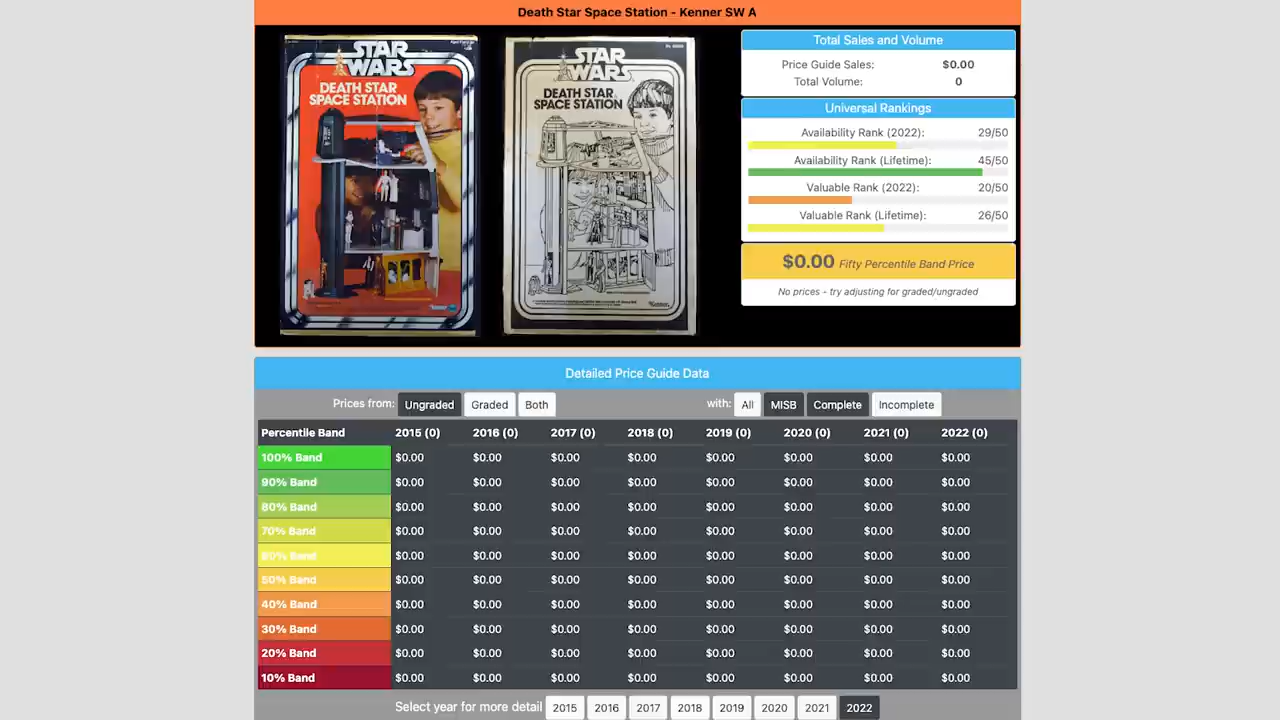 Death Star Space Station - Kenner SW A
STAR
WARS
DEATH STAR
SPACE STATION
Kenner
STAR
WARS
DEATH STAR
SPACE STATION
Kenner
Total Sales and Volume
Price Guide Sales: $0.00
Total Volume: 0
Universal Rankings
Availability Rank (2022): 29/50
Availability Rank (Lifetime): 45/50
Valuable Rank (2022): 20/50
Valuable Rank (Lifetime): 26/50
$0.00 Fifty Percentile Band Price
No prices - try adjusting for graded/ungraded
Detailed Price Guide Data
Prices from: Ungraded Graded Both with: All MISB Complete Incomplete
Percentile Band 2015 (0) 2016 (0) 2017 (0) 2018 (0) 2019 (0) 2020 (0) 2021 (0) 2022 (0)
100% Band $0.00 $0.00 $0.00 $0.00 $0.00 $0.00 $0.00 $0.00
90% Band $0.00 $0.00 $0.00 $0.00 $0.00 $0.00 $0.00 $0.00
80% Band $0.00 $0.00 $0.00 $0.00 $0.00 $0.00 $0.00 $0.00
70% Band $0.00 $0.00 $0.00 $0.00 $0.00 $0.00 $0.00 $0.00
60% Band $0.00 $0.00 $0.00 $0.00 $0.00 $0.00 $0.00 $0.00
50% Band $0.00 $0.00 $0.00 $0.00 $0.00 $0.00 $0.00 $0.00
40% Band $0.00 $0.00 $0.00 $0.00 $0.00 $0.00 $0.00 $0.00
30% Band $0.00 $0.00 $0.00 $0.00 $0.00 $0.00 $0.00 $0.00
20% Band $0.00 $0.00 $0.00 $0.00 $0.00 $0.00 $0.00 $0.00
10% Band $0.00 $0.00 $0.00 $0.00 $0.00 $0.00 $0.00 $0.00
Select year for more detail 2015 2016 2017 2018 2019 2020 2021 2022